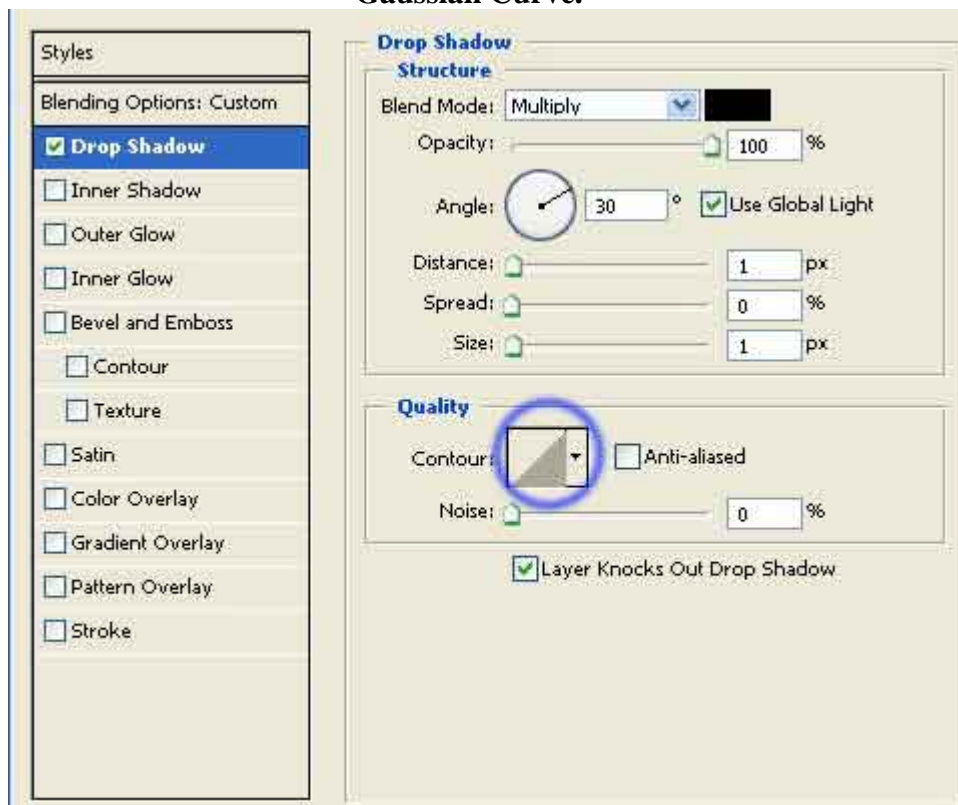 Gaussian Curve.
Styles
Blending Options: Custom
Drop Shadow
Inner Shadow
Outer Glow
Inner Glow
Bevel and Emboss
Contour
Texture
Satin
Color Overlay
Gradient Overlay
Pattern Overlay
Stroke
Drop Shadow
Structure
Blend Mode: Multiply
Opacity: 100 %
Angle: 30 ° Use Global Light
Distance: 1 px
Spread: 0 %
Size: 1 px
Quality
Contour: Anti-aliased
Noise: 0 %
Layer Knocks Out Drop Shadow